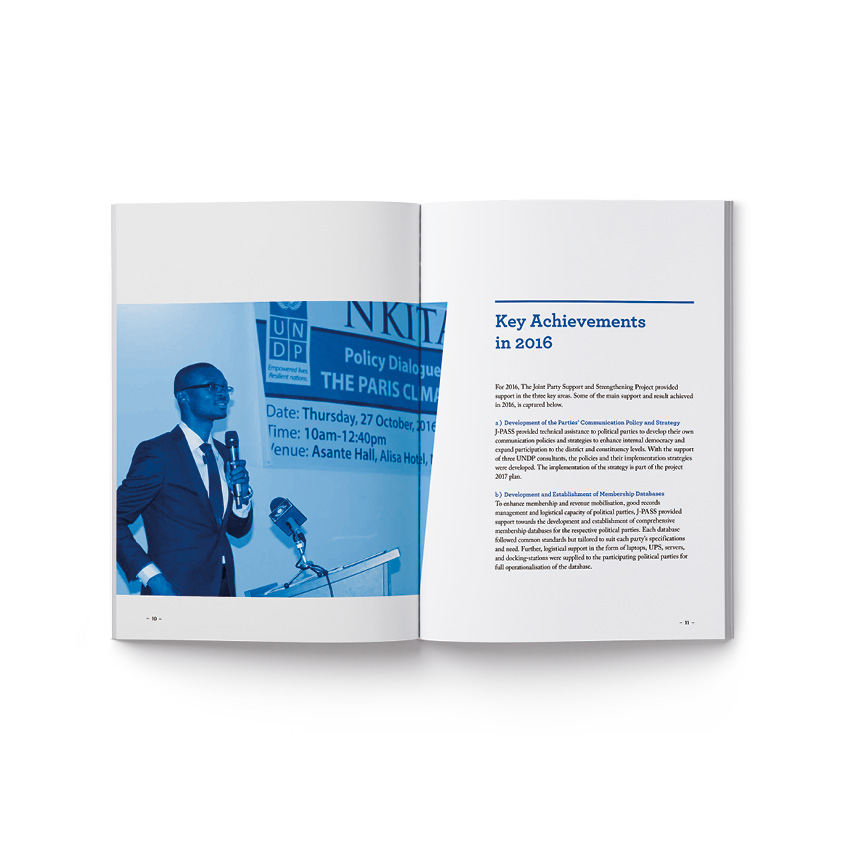 NKITA
UN
DP
Empowered lives.
Resilient nations.
Policy Dialogue
THE PARIS CLIMA
Date: Thursday, 27 October, 2016
Time: 10am-12:40pm
Venue: Asante Hall, Alisa Hotel,
– 10 –
Key Achievements
in 2016
For 2016, The Joint Party Support and Strengthening Project provided
support in the three key areas. Some of the main support and result achieved
in 2016, is captured below.
a) Development of the Parties' Communication Policy and Strategy
J-PASS provided technical assistance to political parties to develop their own
communication policies and strategies to enhance internal democracy and
expand participation to the district and constituency levels. With the support
of three UNDP consultants, the policies and their implementation strategies
were developed. The implementation of the strategy is part of the project
2017 plan.
b) Development and Establishment of Membership Databases
To enhance membership and revenue mobilisation, good records
management and logistical capacity of political parties, J-PASS provided
support towards the development and establishment of comprehensive
membership databases for the respective political parties. Each database
followed common standards but tailored to suit each party's specifications
and need. Further, logistical support in the form of laptops, UPS, servers,
and docking-stations were supplied to the participating political parties for
full operationalisation of the database.
– 11 –